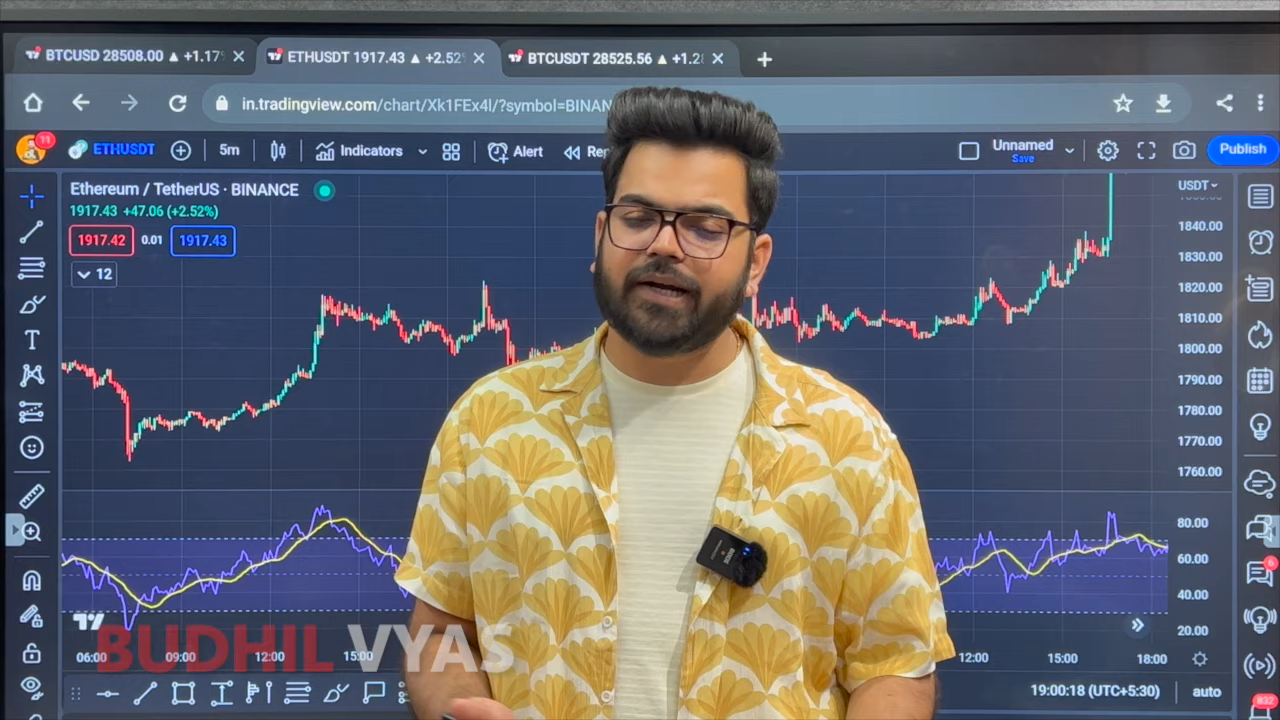 BTCUSD 28508.00 ▲ +1.17
ETHUSDT 1917.43 ▲ +2.52
BTCUSDT 28525.56 ▲ +1.2
in.tradingview.com/chart/Xk1FEx4l/?symbol=BINAN
11
ETHUSDT
5m
Indicators
Alert
Rep
Unnamed
Save
Publish
Ethereum / TetherUS · BINANCE
1917.43 +47.06 (+2.52%)
1917.42 0.01 1917.43
12
USDT
1840.00
1830.00
1820.00
1810.00
1800.00
1790.00
1780.00
1770.00
1760.00
80.00
60.00
40.00
20.00
6
BUDHIL VYAS
06:00 09:00 12:00 15:00 12:00 15:00 18:00
19:00:18 (UTC+5:30) auto
832